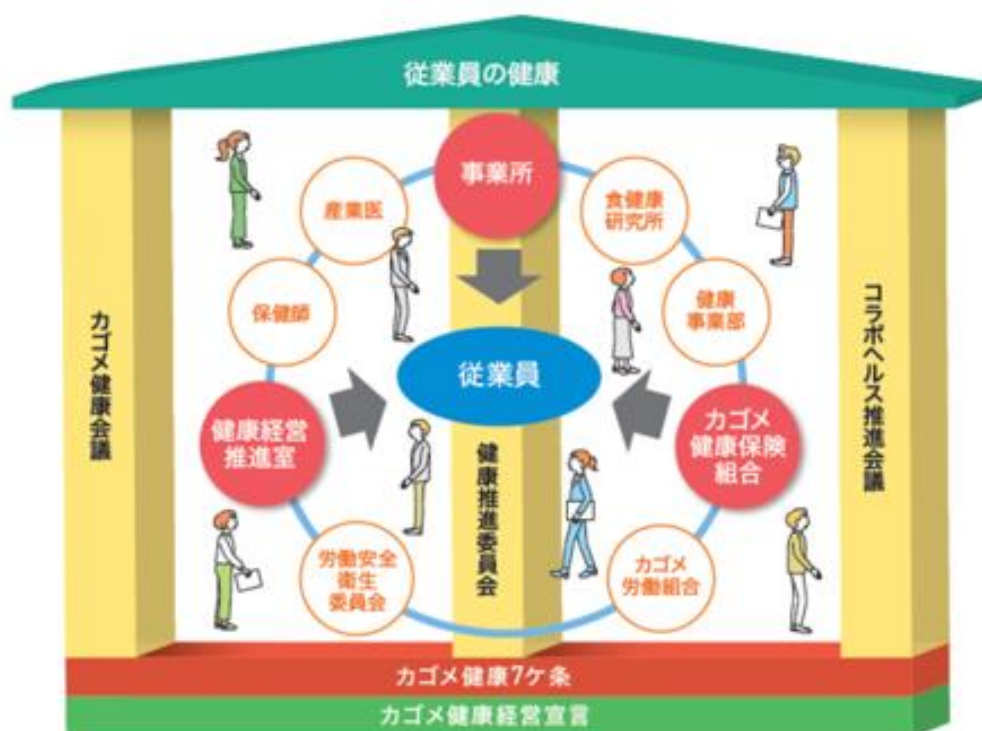 従業員の健康
事業所
産業医
食健康
研究所
保健師
健康
事業部
従業員
カゴメ健康会議
健康推進委員会
コラボヘルス推進会議
健康経営
推進室
カゴメ
健康保険
組合
労働安全
衛生
委員会
カゴメ
労働組合
カゴメ健康7ケ条
カゴメ健康経営宣言